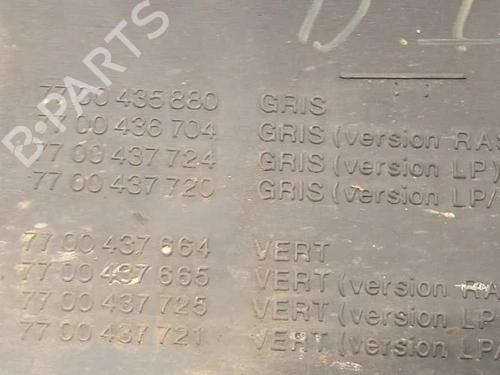 77 00 435 880 GRIS
77 00 436 704 GRIS (version RAS
77 00 437 724 GRIS (version LP)
77 00 437 720 GRIS (version LP/
77 00 437 664 VERT
77 00 437 665 VERT (version RA
77 00 437 725 VERT (version LP
77 00 437 721 VERT (version LP/
B-PARTS